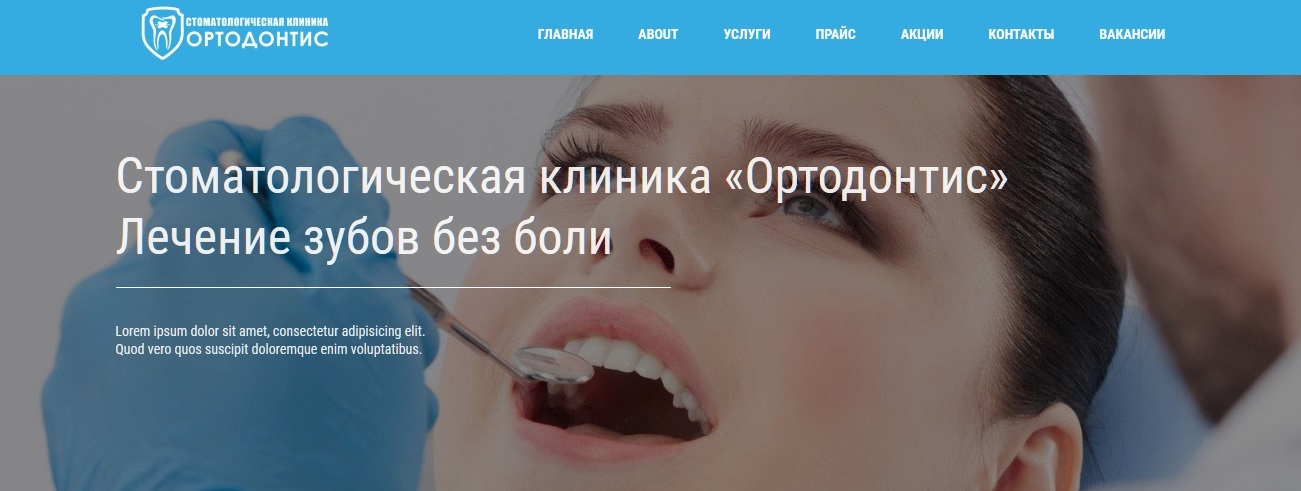 СТОМАТОЛОГИЧЕСКАЯ КЛИНИКА
ОРТОДОНТИС
ГЛАВНАЯ ABOUT УСЛУГИ ПРАЙС АКЦИИ КОНТАКТЫ ВАКАНСИИ
Стоматологическая клиника «Ортодонтис»
Лечение зубов без боли
Lorem ipsum dolor sit amet, consectetur adipisicing elit.
Quod vero quos suscipit doloremque enim voluptatibus.